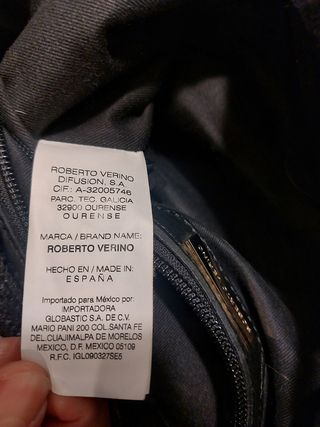 ROBERTO VERINO
DIFUSION, S.A.
CIF: A-32005746
PARC. TEC. GALICIA
32900 OURENSE
OURENSE
MARCA / BRAND NAME:
ROBERTO VERINO
HECHO EN / MADE IN:
ESPAÑA
Importado para México por:
IMPORTADORA
GLOBASTIC S.A. DE C.V.
MARIO PANI 200 COL.SANTA FE
DEL.CUAJIMALPA DE MORELOS
MEXICO, D.F. MEXICO 05109
R.F.C. IGL090327SE5